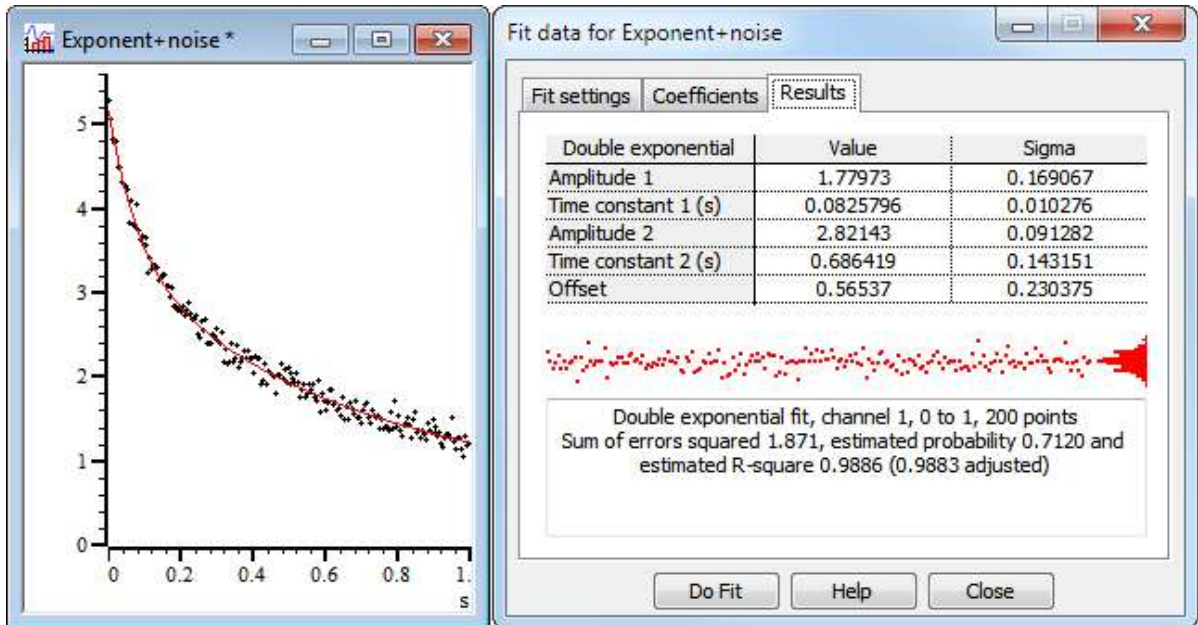 Exponent+noise *
5
4
3
2
1
0
0 0.2 0.4 0.6 0.8 1.
s
Fit data for Exponent+noise
Fit settings Coefficients Results
Double exponential Value Sigma
Amplitude 1 1.77973 0.169067
Time constant 1 (s) 0.0825796 0.010276
Amplitude 2 2.82143 0.091282
Time constant 2 (s) 0.686419 0.143151
Offset 0.56537 0.230375
Double exponential fit, channel 1, 0 to 1, 200 points
Sum of errors squared 1.871, estimated probability 0.7120 and
estimated R-square 0.9886 (0.9883 adjusted)
Do Fit Help Close